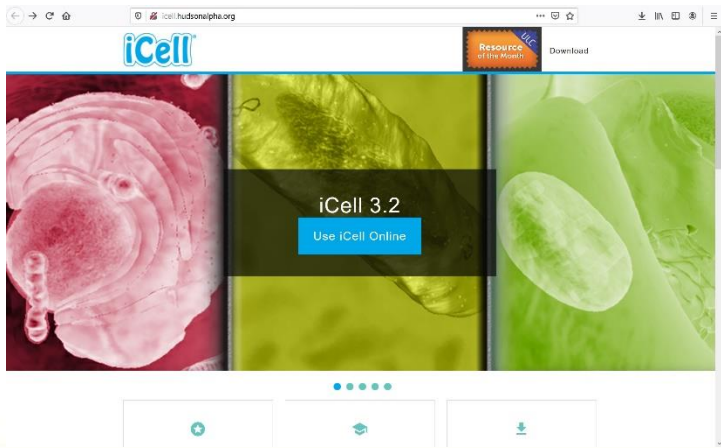 icell.hudsonalpha.org
iCell
Resource
of the Month
ULC
Download
iCell 3.2
Use iCell Online